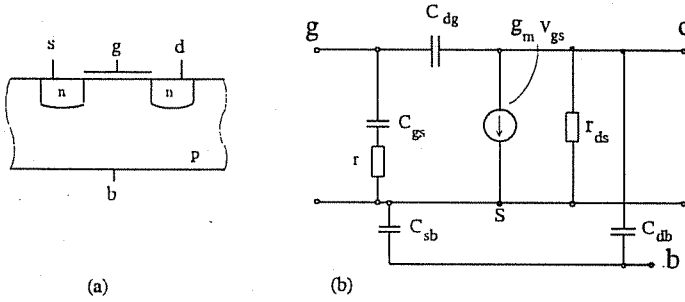 s g d
n n
p
b
(a)
g
C_dg
g_m v_gs
C_gs
r
r_ds
s
C_sb
C_db
b
(b)